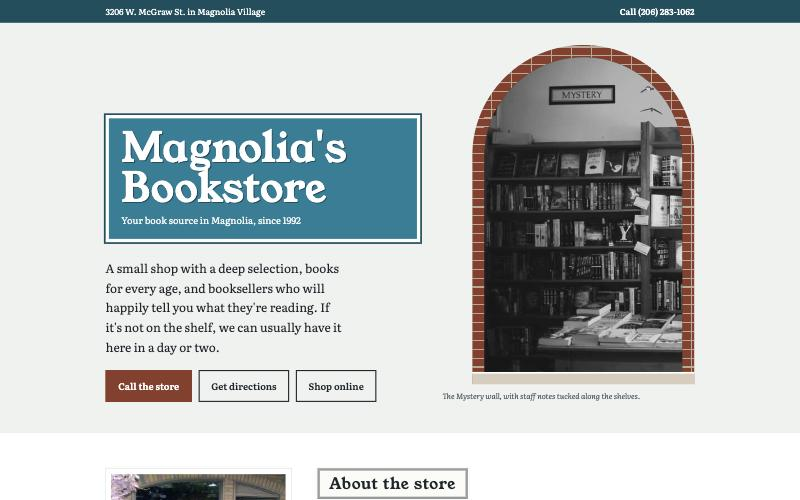 3206 W. McGraw St. in Magnolia Village
Call (206) 283-1062
MYSTERY
Magnolia's
Bookstore
Your book source in Magnolia, since 1992
A small shop with a deep selection, books
for every age, and booksellers who will
happily tell you what they're reading. If
it's not on the shelf, we can usually have it
here in a day or two.
Call the store
Get directions
Shop online
Y
The Mystery wall, with staff notes tucked along the shelves.
About the store